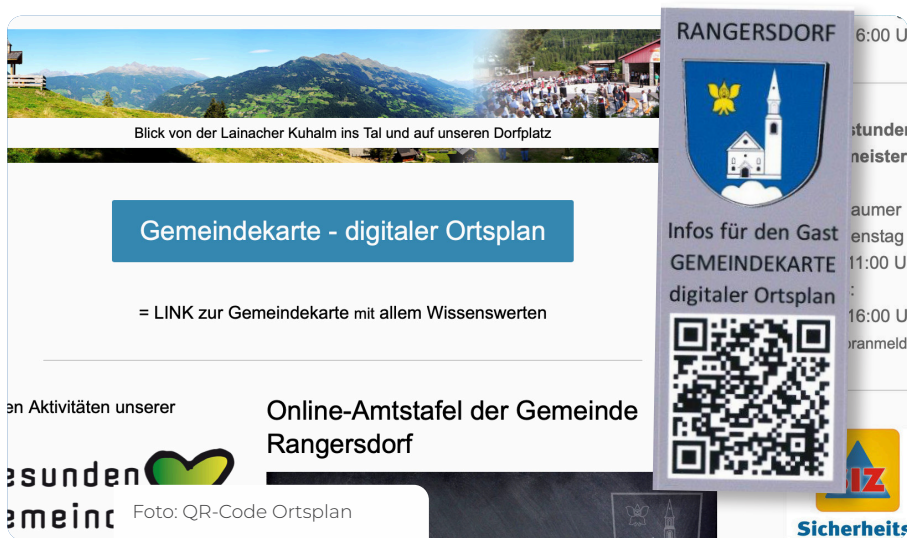 Blick von der Lainacher Kuhalm ins Tal und auf unseren Dorfplatz
Gemeindekarte - digitaler Ortsplan
= LINK zur Gemeindekarte mit allem Wissenswerten
en Aktivitäten unserer
esunden
emeind
Online-Amtstafel der Gemeinde
Rangersdorf
Foto: QR-Code Ortsplan
RANGERSDORF
Infos für den Gast
GEMEINDEKARTE
digitaler Ortsplan
6:00 U
stunden
meister
aumer
enstag
11:00 U
:
16:00 U
oranmeld
IZ
Sicherheits